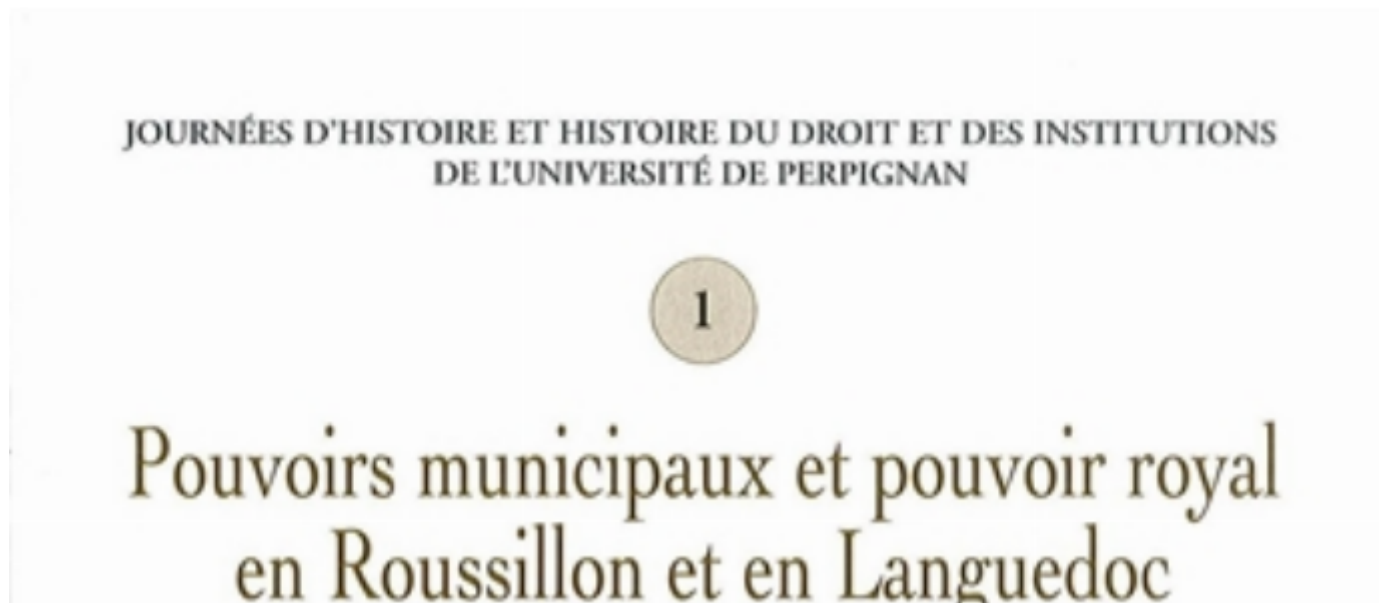 JOURNÉES D'HISTOIRE ET HISTOIRE DU DROIT ET DES INSTITUTIONS
DE L'UNIVERSITÉ DE PERPIGNAN
1
Pouvoirs municipaux et pouvoir royal
en Roussillon et en Languedoc